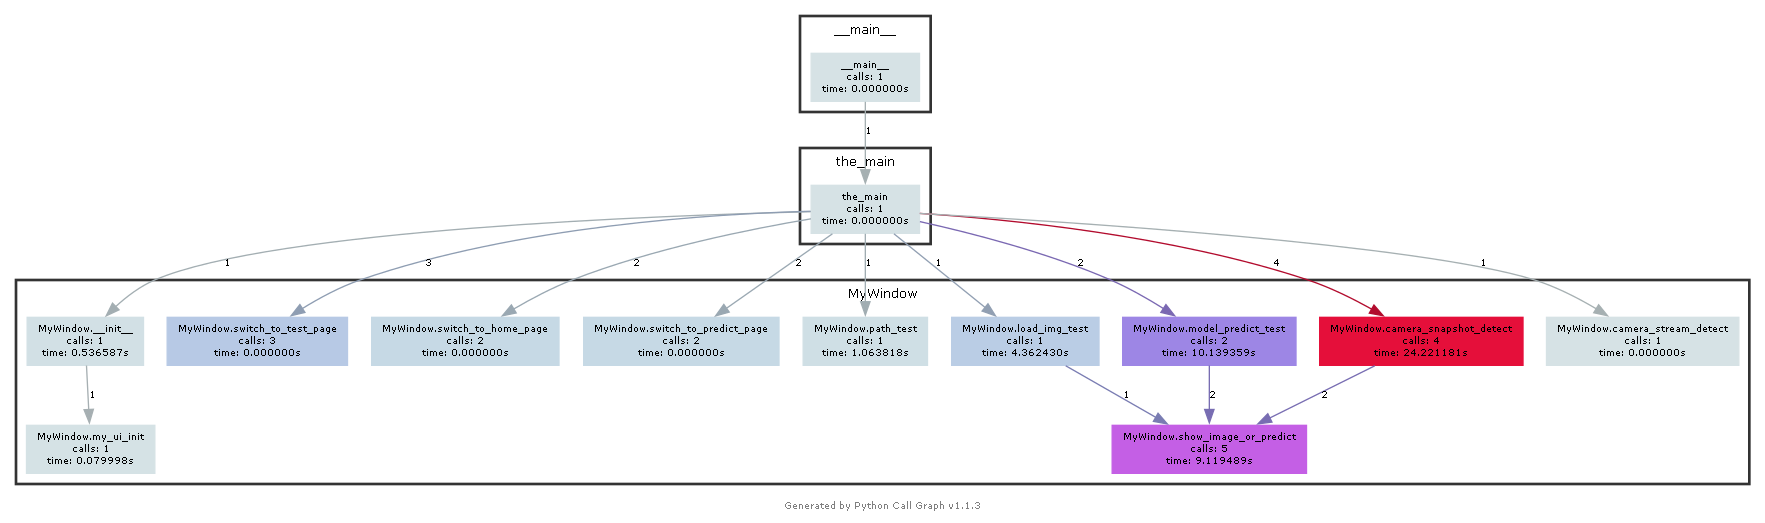 __main__
__main__
calls: 1
time: 0.000000s
1
the_main
the_main
calls: 1
time: 0.000000s
1
3
2
2
1
1
2
4
1
MyWindow
MyWindow.__init__
calls: 1
time: 0.536587s
MyWindow.switch_to_test_page
calls: 3
time: 0.000000s
MyWindow.switch_to_home_page
calls: 2
time: 0.000000s
MyWindow.switch_to_predict_page
calls: 2
time: 0.000000s
MyWindow.path_test
calls: 1
time: 1.063818s
MyWindow.load_img_test
calls: 1
time: 4.362430s
MyWindow.model_predict_test
calls: 2
time: 10.139359s
MyWindow.camera_snapshot_detect
calls: 4
time: 24.221181s
MyWindow.camera_stream_detect
calls: 1
time: 0.000000s
1
1
2
2
MyWindow.my_ui_init
calls: 1
time: 0.079998s
MyWindow.show_image_or_predict
calls: 5
time: 9.119489s
Generated by Python Call Graph v1.1.3